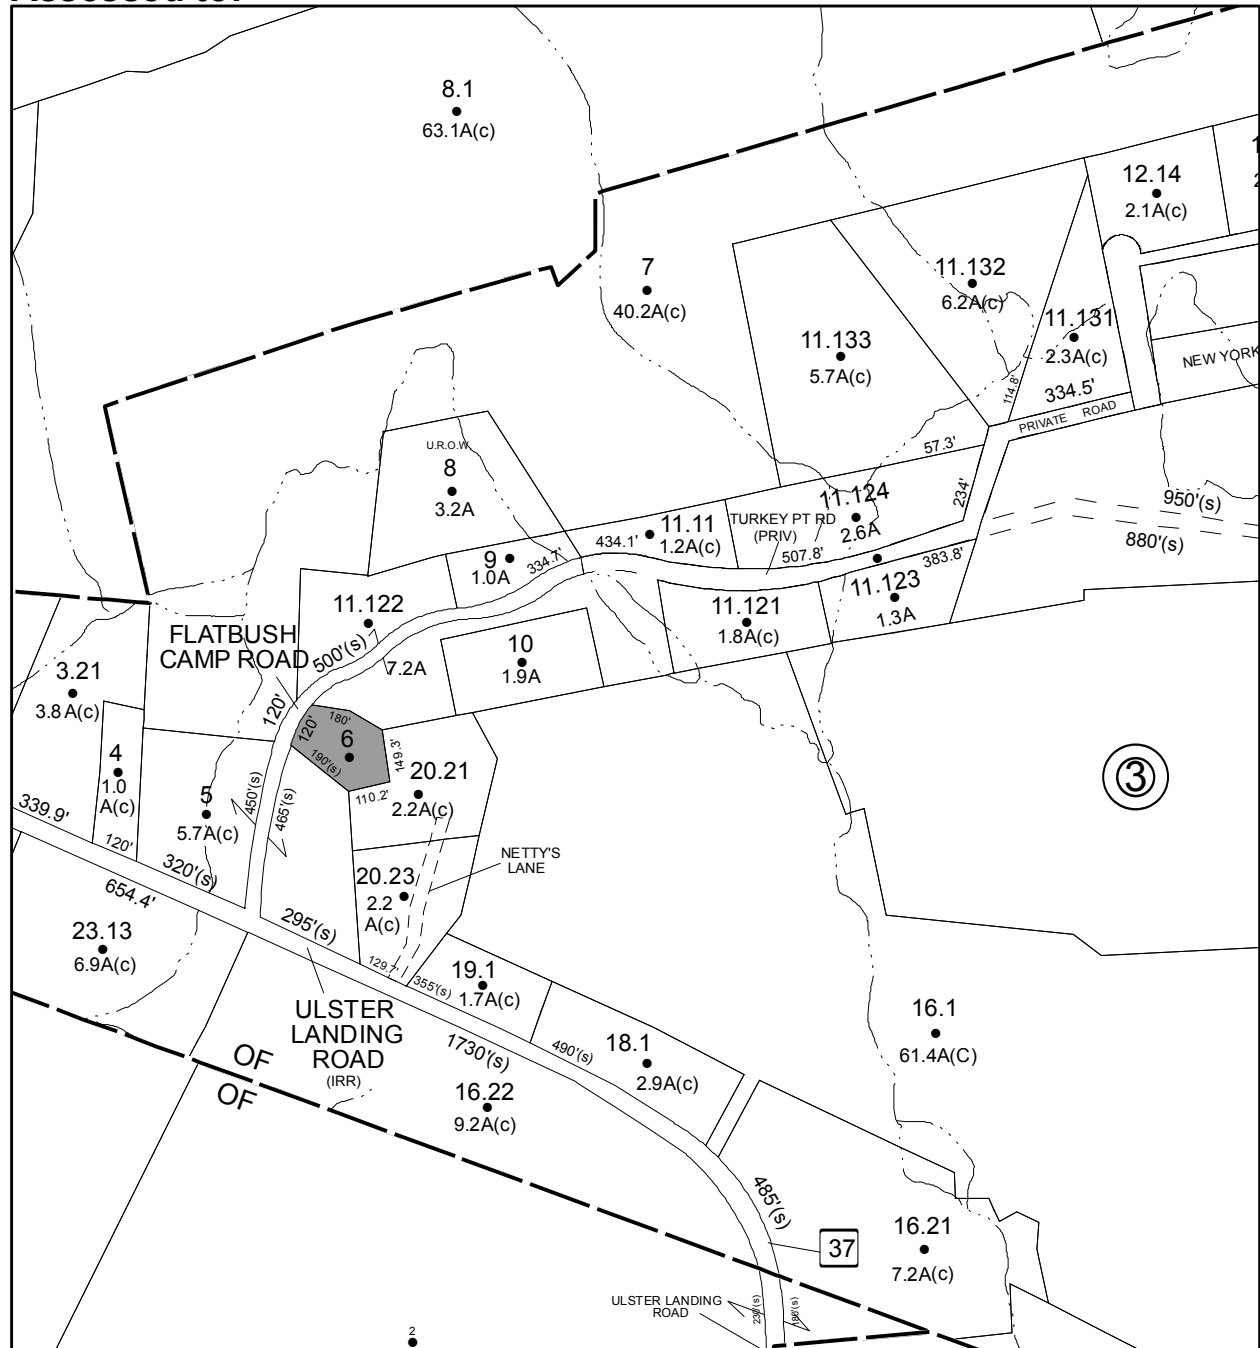 8.1
63.1A(c)
12.14
2.1A(c)
7
40.2A(c)
11.132
6.2A(c)
11.131
2.3A(c)
11.133
5.7A(c)
NEW YORK
114.8'
334.5'
PRIVATE ROAD
U.R.O.W.
8
3.2A
57.3'
234'
11.124
2.6A
TURKEY PT RD
(PRIV)
507.8'
950'(s)
880'(s)
383.8'
11.11
1.2A(c)
434.1'
9
1.0A
334.7'
11.123
1.3A
11.121
1.8A(c)
11.122
500'(s)
7.2A
10
1.9A
FLATBUSH
CAMP ROAD
3.21
3.8A(c)
120'
120'
180'
6
190'(s)
149.3'
110.2'
20.21
2.2A(c)
3
4
1.0
A(c)
120'
339.9'
5
5.7A(c)
450'(s)
465'(s)
320'(s)
654.4'
NETTY'S
LANE
20.23
2.2
A(c)
295'(s)
129.7'
355'(s)
23.13
6.9A(c)
19.1
1.7A(c)
ULSTER
LANDING
ROAD
(IRR)
OF
OF
1730'(s)
490'(s)
18.1
2.9A(c)
16.1
61.4A(C)
16.22
9.2A(c)
485'(s)
37
16.21
7.2A(c)
ULSTER LANDING
ROAD
230'(s)
180'(s)
2